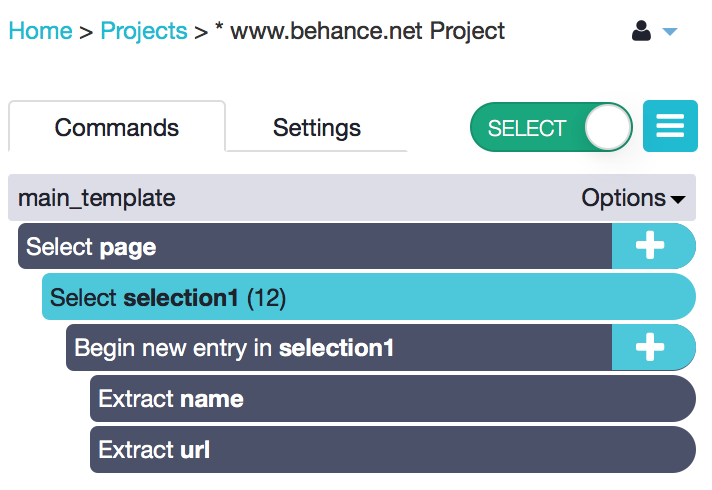 Home > Projects > * www.behance.net Project
Commands Settings SELECT
main_template Options
Select page
Select selection1 (12)
Begin new entry in selection1
Extract name
Extract url